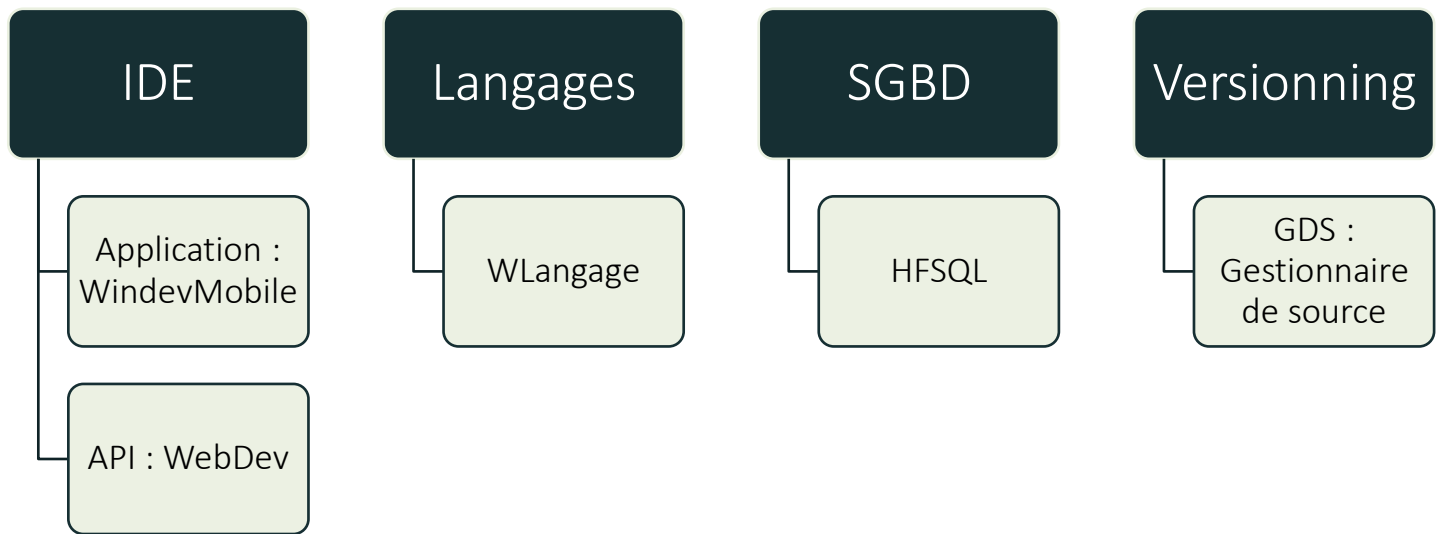 IDE
Application :
WindevMobile
API : WebDev
Langages
WLangage
SGBD
HFSQL
Versionning
GDS :
Gestionnaire
de source